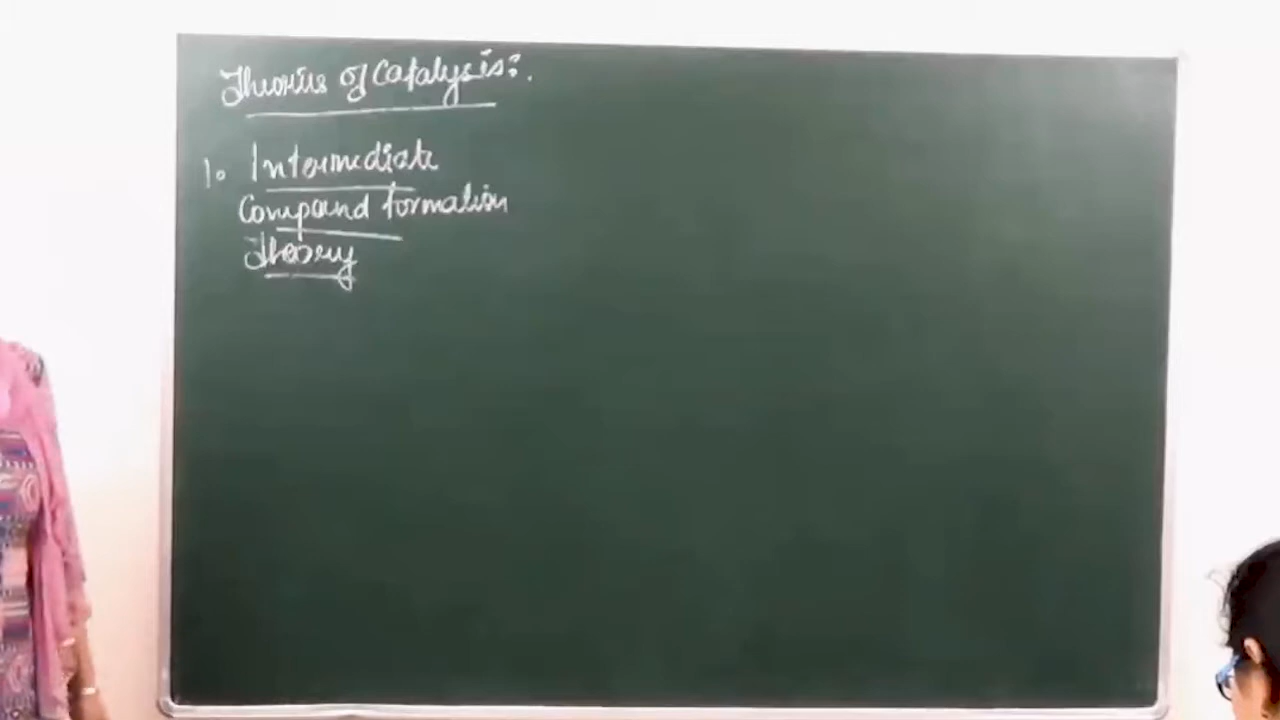 Theories of Catalysis:.
1. Intermediate
Compound formation
Theory